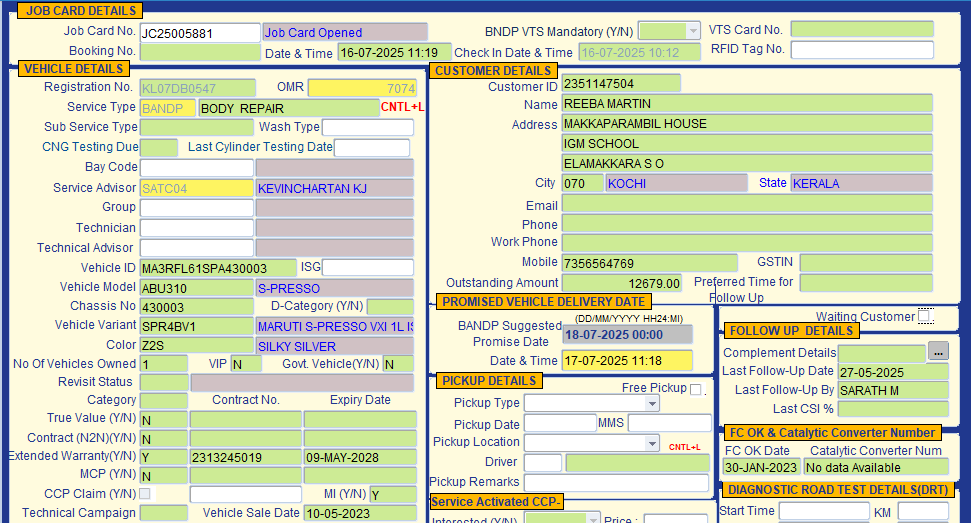 JOB CARD DETAILS
Job Card No. JC25005881 Job Card Opened BNDP VTS Mandatory (Y/N) VTS Card No.
Booking No. Date & Time 16-07-2025 11:19 Check In Date & Time 16-07-2025 10:12 RFID Tag No.
VEHICLE DETAILS
Registration No. KL07DB0547 OMR 7074
Service Type BANDP BODY REPAIR CNTL+L
Sub Service Type Wash Type
CNG Testing Due Last Cylinder Testing Date
Bay Code
Service Advisor SATC04 KEVINCHARTAN KJ
Group
Technician
Technical Advisor
Vehicle ID MA3RFL61SPA430003 ISG
Vehicle Model ABU310 S-PRESSO
Chassis No 430003 D-Category (Y/N)
Vehicle Variant SPR4BV1 MARUTI S-PRESSO VXI 1L IS
Color Z2S SILKY SILVER
No Of Vehicles Owned 1 VIP N Govt. Vehicle(Y/N) N
Revisit Status
Category Contract No. Expiry Date
True Value (Y/N) N
Contract (N2N)(Y/N) N
Extended Warranty(Y/N) Y 2313245019 09-MAY-2028
MCP (Y/N) N
CCP Claim (Y/N) MI (Y/N) Y
Technical Campaign Vehicle Sale Date 10-05-2023
CUSTOMER DETAILS
Customer ID 2351147504
Name REEBA MARTIN
Address MAKKAPARAMBIL HOUSE
IGM SCHOOL
ELAMAKKARA S O
City 070 KOCHI State KERALA
Email
Phone
Work Phone
Mobile 7356564769 GSTIN
Outstanding Amount 12679.00 Preferred Time for
Follow Up
PROMISED VEHICLE DELIVERY DATE
(DD/MM/YYYY HH24:MI)
BANDP Suggested
Promise Date 18-07-2025 00:00
Date & Time 17-07-2025 11:18
PICKUP DETAILS
Free Pickup .
Pickup Type
Pickup Date MMS
Pickup Location CNTL+L
Driver
Pickup Remarks
Service Activated CCP-
Interested (Y/N) Price :
Waiting Customer .
FOLLOW UP DETAILS
Complement Details ...
Last Follow-Up Date 27-05-2025
Last Follow-Up By SARATH M
Last CSI %
FC OK & Catalytic Converter Number
FC OK Date Catalytic Converter Num
30-JAN-2023 No data Available
DIAGNOSTIC ROAD TEST DETAILS(DRT)
Start Time KM